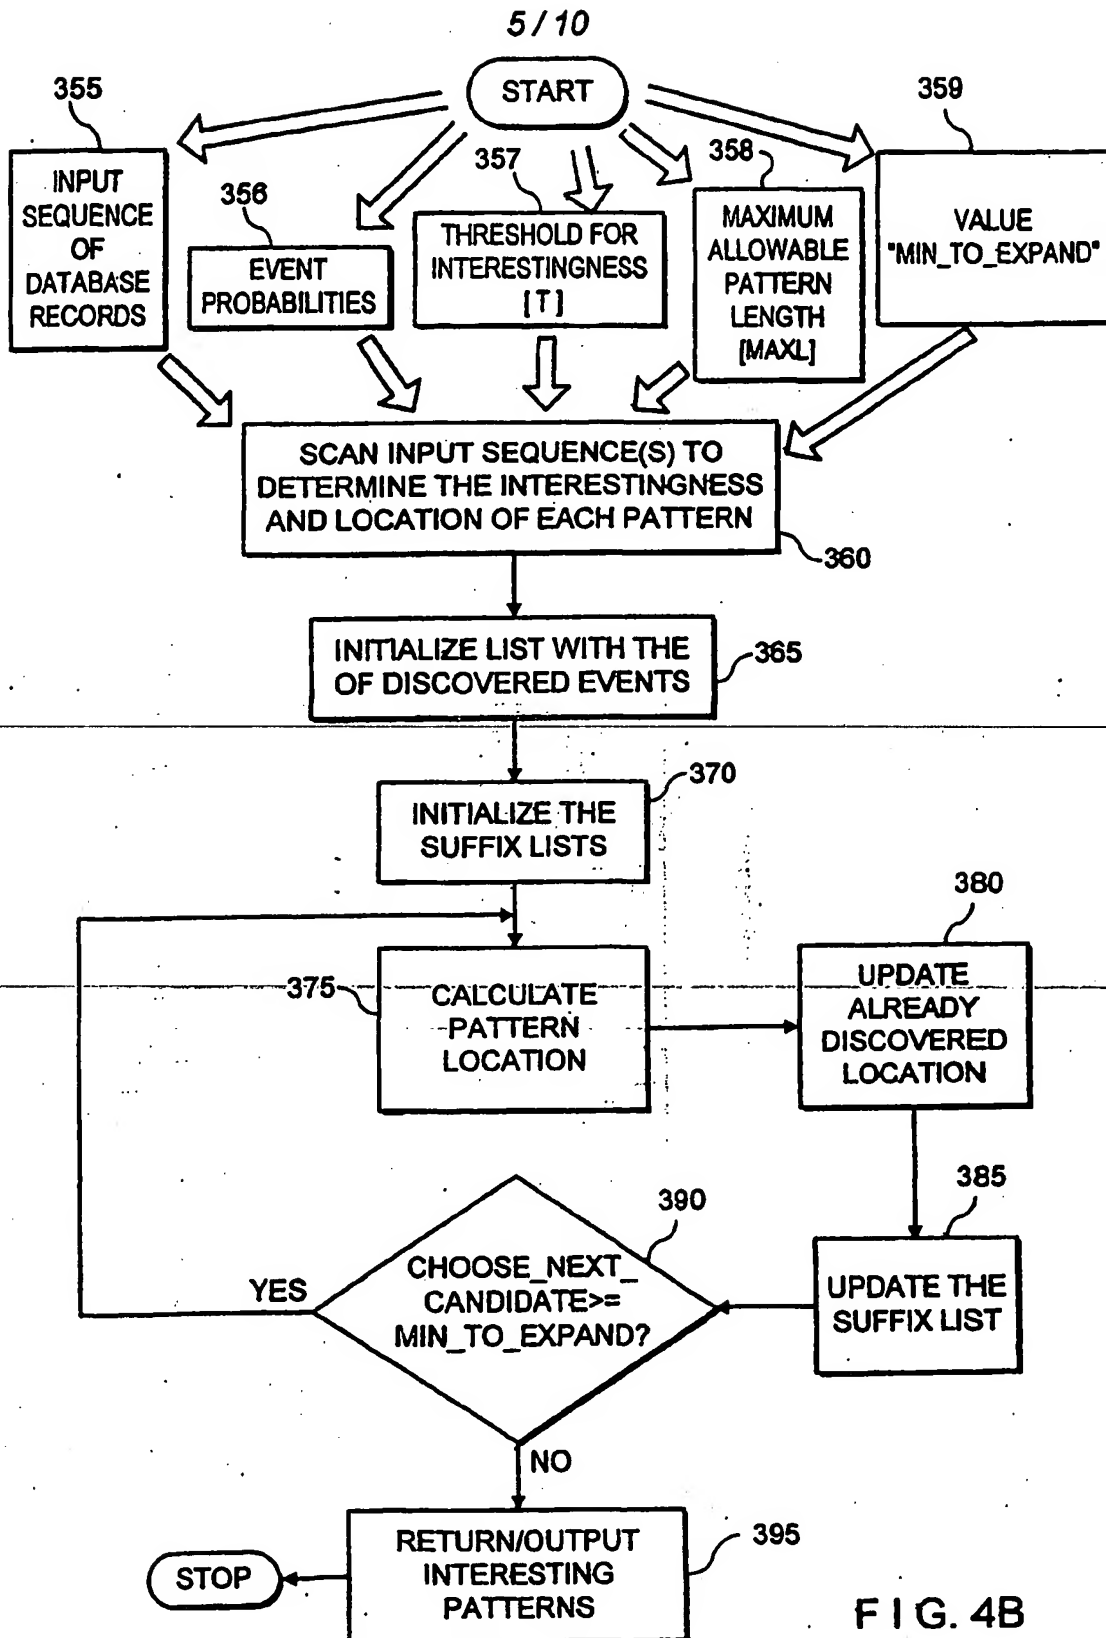 5/10
START
355
INPUT
SEQUENCE
OF
DATABASE
RECORDS
356
EVENT
PROBABILITIES
357
THRESHOLD FOR
INTERESTINGNESS
[T]
358
MAXIMUM
ALLOWABLE
PATTERN
LENGTH
[MAXL]
359
VALUE
"MIN_TO_EXPAND"
SCAN INPUT SEQUENCE(S) TO
DETERMINE THE INTERESTINGNESS
AND LOCATION OF EACH PATTERN
360
INITIALIZE LIST WITH THE
OF DISCOVERED EVENTS
365
370
INITIALIZE THE
SUFFIX LISTS
375
CALCULATE
PATTERN
LOCATION
380
UPDATE
ALREADY
DISCOVERED
LOCATION
385
UPDATE THE
SUFFIX LIST
390
CHOOSE_NEXT_
CANDIDATE>=
MIN_TO_EXPAND?
YES
NO
RETURN/OUTPUT
INTERESTING
PATTERNS
395
STOP
FIG. 4B